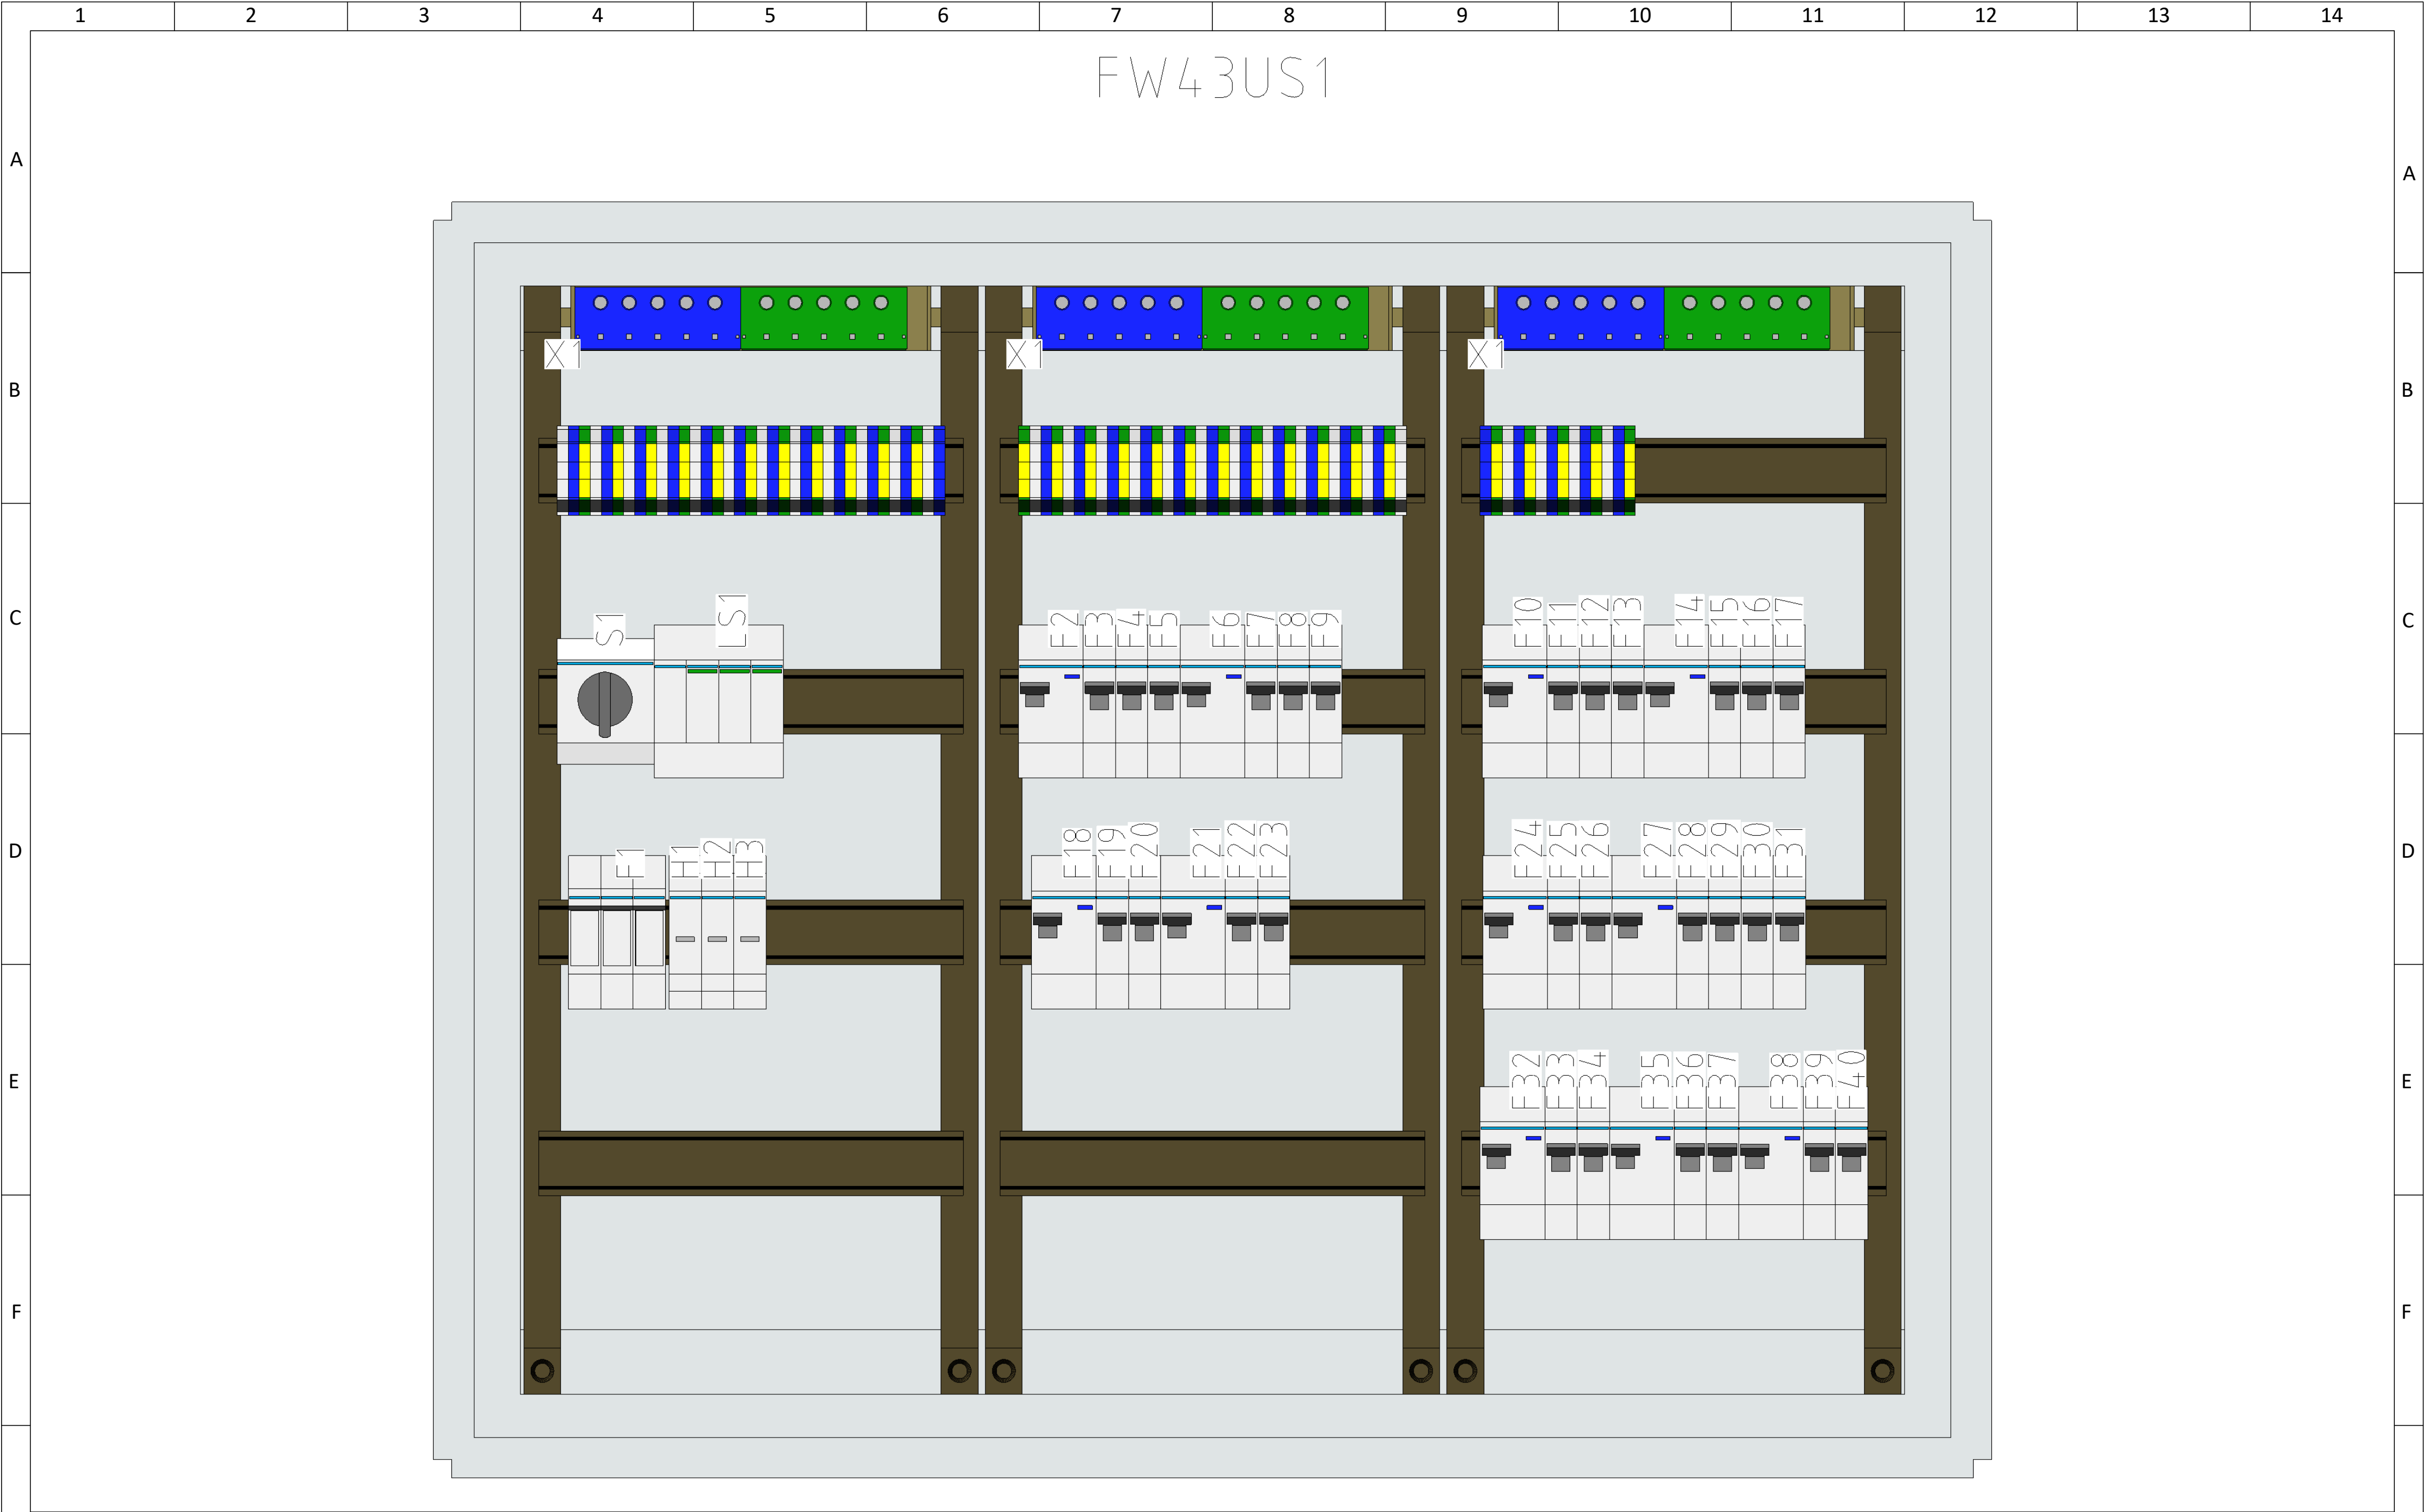 1 2 3 4 5 6 7 8 9 10 11 12 13 14
FW43US1
A A
X1 X1 X1
B B
S1 LS1 F2 F3 F4 F5 F6 F7 F8 F9 F10 F11 F12 F13 F14 F15 F16 F17
C C
F1 H1 H2 H3 F18 F19 F20 F21 F22 F23 F24 F25 F26 F27 F28 F29 F30 F31
D D
F32 F33 F34 F35 F36 F37 F38 F39 F40
E E
F F